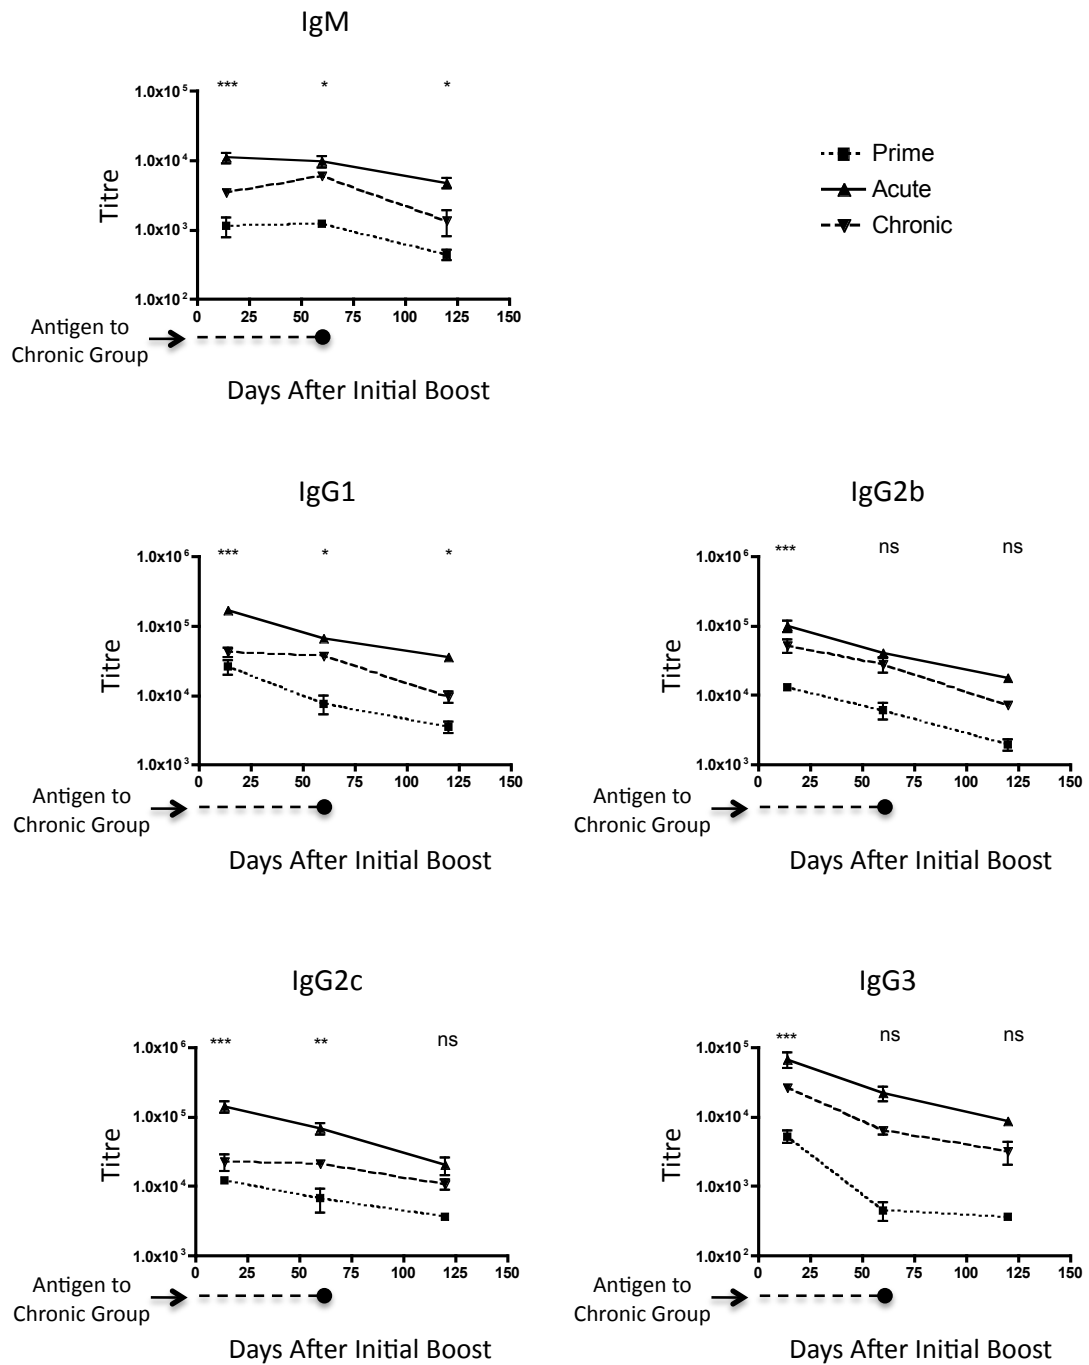 IgM
*** * *
1.0x10⁵
1.0x10⁴
1.0x10³
1.0x10²
Titre
0 25 50 75 100 125 150
Antigen to
Chronic Group
Days After Initial Boost
Prime
Acute
Chronic
IgG1
*** * *
1.0x10⁶
1.0x10⁵
1.0x10⁴
1.0x10³
Titre
0 25 50 75 100 125 150
Antigen to
Chronic Group
Days After Initial Boost
IgG2b
*** ns ns
1.0x10⁶
1.0x10⁵
1.0x10⁴
1.0x10³
Titre
0 25 50 75 100 125 150
Antigen to
Chronic Group
Days After Initial Boost
IgG2c
*** ** ns
1.0x10⁶
1.0x10⁵
1.0x10⁴
1.0x10³
Titre
0 25 50 75 100 125 150
Antigen to
Chronic Group
Days After Initial Boost
IgG3
*** ns ns
1.0x10⁵
1.0x10⁴
1.0x10³
1.0x10²
Titre
0 25 50 75 100 125 150
Antigen to
Chronic Group
Days After Initial Boost